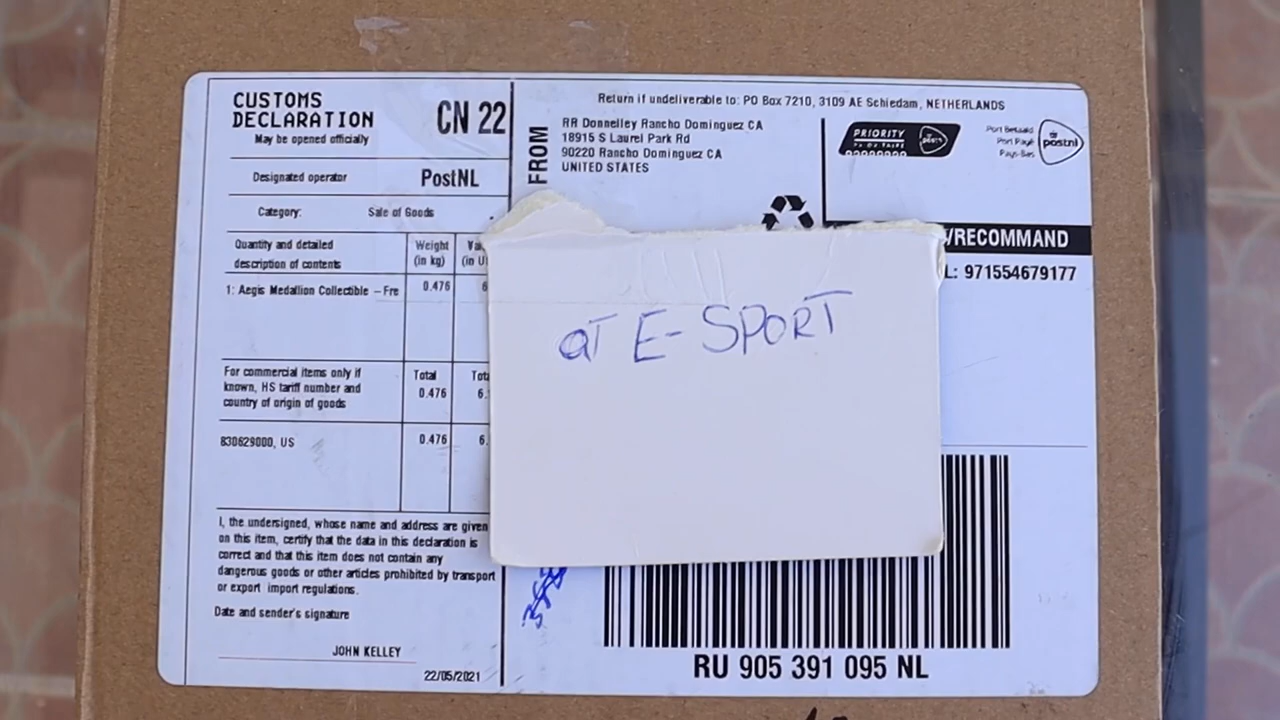 CUSTOMS
DECLARATION
CN 22
May be opened officially
Designated operator
PostNL
Category:
Sale of Goods
Quantity and detailed
description of contents
Weight
(in kg)
1: Aegis Medallion Collectible – Fre
0.476
For commercial items only if
known, HS tariff number and
country of origin of goods
Total
0.476
830629000, US
0.476
I, the undersigned, whose name and address are given
on this item, certify that the data in this declaration is
correct and that this item does not contain any
dangerous goods or other articles prohibited by transport
or export import regulations.
Date and sender's signature
JOHN KELLEY
22/05/2021
Return if undeliverable to: PO Box 7210, 3109 AE Schiedam, NETHERLANDS
FROM
RR Donnelley Rancho Dominguez CA
18915 S Laurel Park Rd
90220 Rancho Dominguez CA
UNITED STATES
PRIORITY
Port Betaald
Port Payé
Pays-Bas
postnl
/RECOMMAND
L: 971554679177
aT E-SPORT
RU 905 391 095 NL